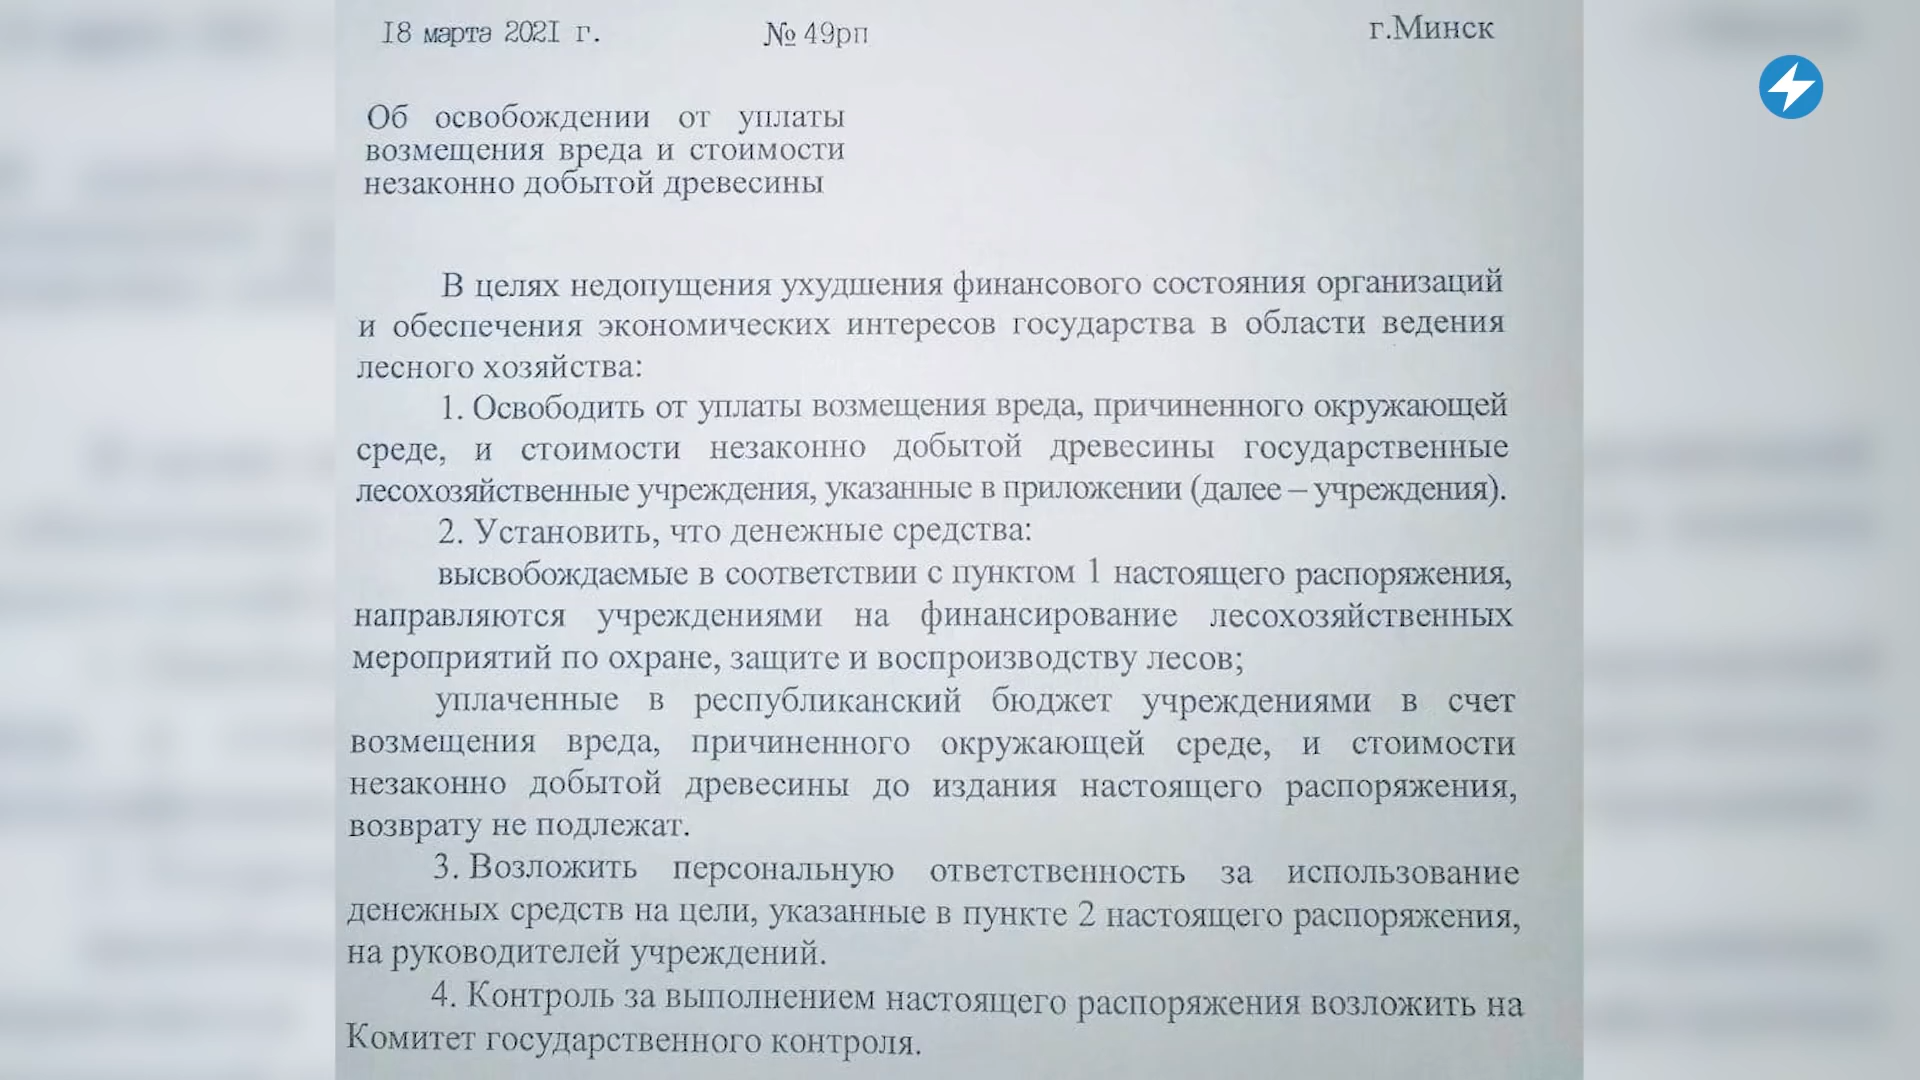 18 марта 2021 г. № 49рп г.Минск
Об освобождении от уплаты
возмещения вреда и стоимости
незаконно добытой древесины
В целях недопущения ухудшения финансового состояния организаций
и обеспечения экономических интересов государства в области ведения
лесного хозяйства:
1. Освободить от уплаты возмещения вреда, причиненного окружающей
среде, и стоимости незаконно добытой древесины государственные
лесохозяйственные учреждения, указанные в приложении (далее – учреждения).
2. Установить, что денежные средства:
высвобождаемые в соответствии с пунктом 1 настоящего распоряжения,
направляются учреждениями на финансирование лесохозяйственных
мероприятий по охране, защите и воспроизводству лесов;
уплаченные в республиканский бюджет учреждениями в счет
возмещения вреда, причиненного окружающей среде, и стоимости
незаконно добытой древесины до издания настоящего распоряжения,
возврату не подлежат.
3. Возложить персональную ответственность за использование
денежных средств на цели, указанные в пункте 2 настоящего распоряжения,
на руководителей учреждений.
4. Контроль за выполнением настоящего распоряжения возложить на
Комитет государственного контроля.